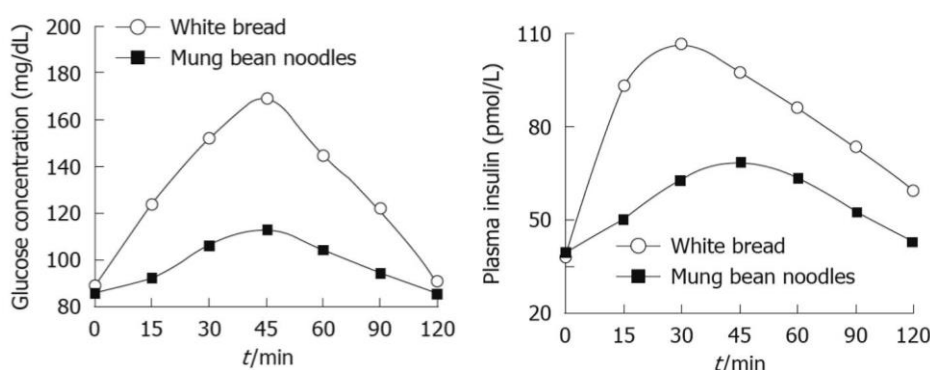 Glucose concentration (mg/dL)
200
180
160
140
120
100
80
White bread
Mung bean noodles
0 15 30 45 60 90 120
t/min
Plasma insulin (pmol/L)
110
80
50
20
White bread
Mung bean noodles
0 15 30 45 60 90 120
t/min